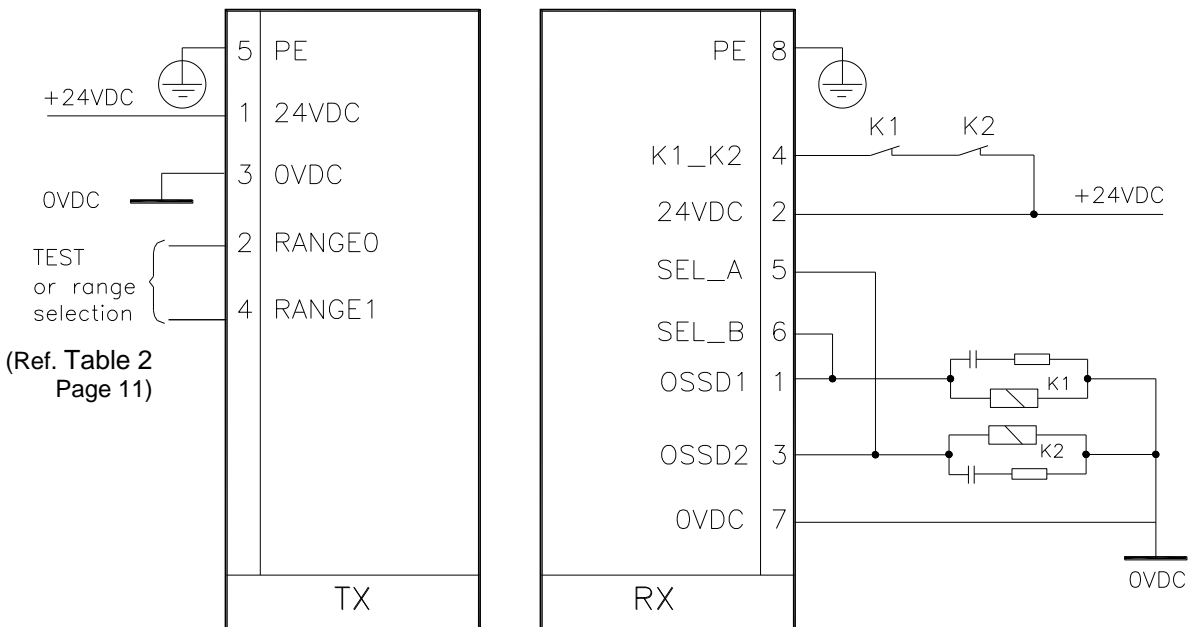 5 PE
+24VDC
1 24VDC
3 0VDC
0VDC
2 RANGE0
TEST
or range
selection
4 RANGE1
(Ref. Table 2
Page 11)
TX
PE 8
K1 K2
K1_K2 4
24VDC 2
+24VDC
SEL_A 5
SEL_B 6
OSSD1 1
K1
OSSD2 3
K2
0VDC 7
0VDC
RX